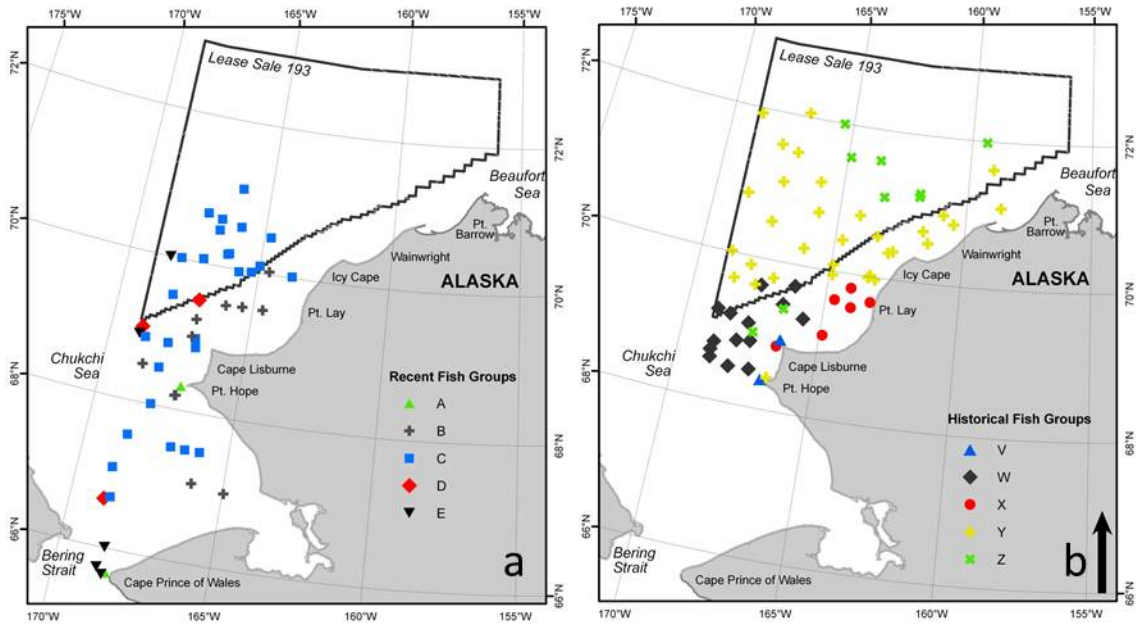 175°W 170°W 165°W 160°W 155°W
72°N
Lease Sale 193
72°N
Beaufort
Sea
70°N
Pt.
Barrow
Wainwright
Icy Cape
ALASKA
70°N
Pt. Lay
Chukchi
Sea
Cape Lisburne
Pt. Hope
68°N
Recent Fish Groups
A
B
C
D
E
68°N
66°N
Bering
Strait
Cape Prince of Wales
a
66°N
170°W 165°W 160°W 155°W
175°W 170°W 165°W 160°W 155°W
72°N
Lease Sale 193
72°N
Beaufort
Sea
70°N
Pt.
Barrow
Wainwright
Icy Cape
ALASKA
70°N
Pt. Lay
Chukchi
Sea
Cape Lisburne
Pt. Hope
68°N
Historical Fish Groups
V
W
X
Y
Z
68°N
66°N
Bering
Strait
Cape Prince of Wales
b
66°N
170°W 165°W 160°W 155°W